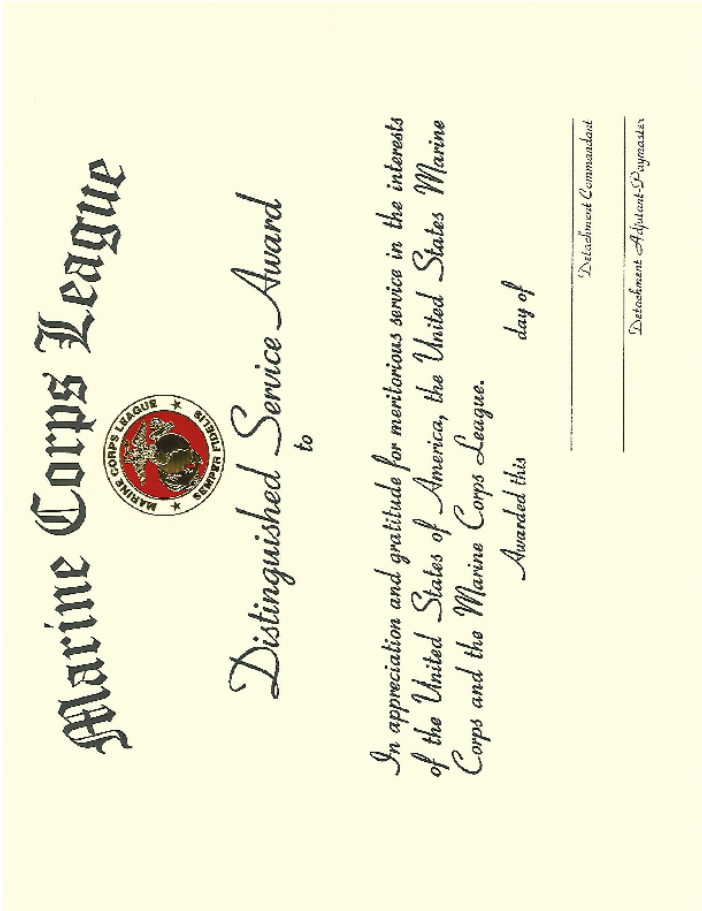 Marine Corps League
MARINE CORPS LEAGUE
SEMPER FIDELIS
Distinguished Service Award
to
In appreciation and gratitude for meritorious service in the interests
of the United States of America, the United States Marine
Corps and the Marine Corps League.
Awarded this day of
Detachment Commandant
Detachment Adjutant-Paymaster